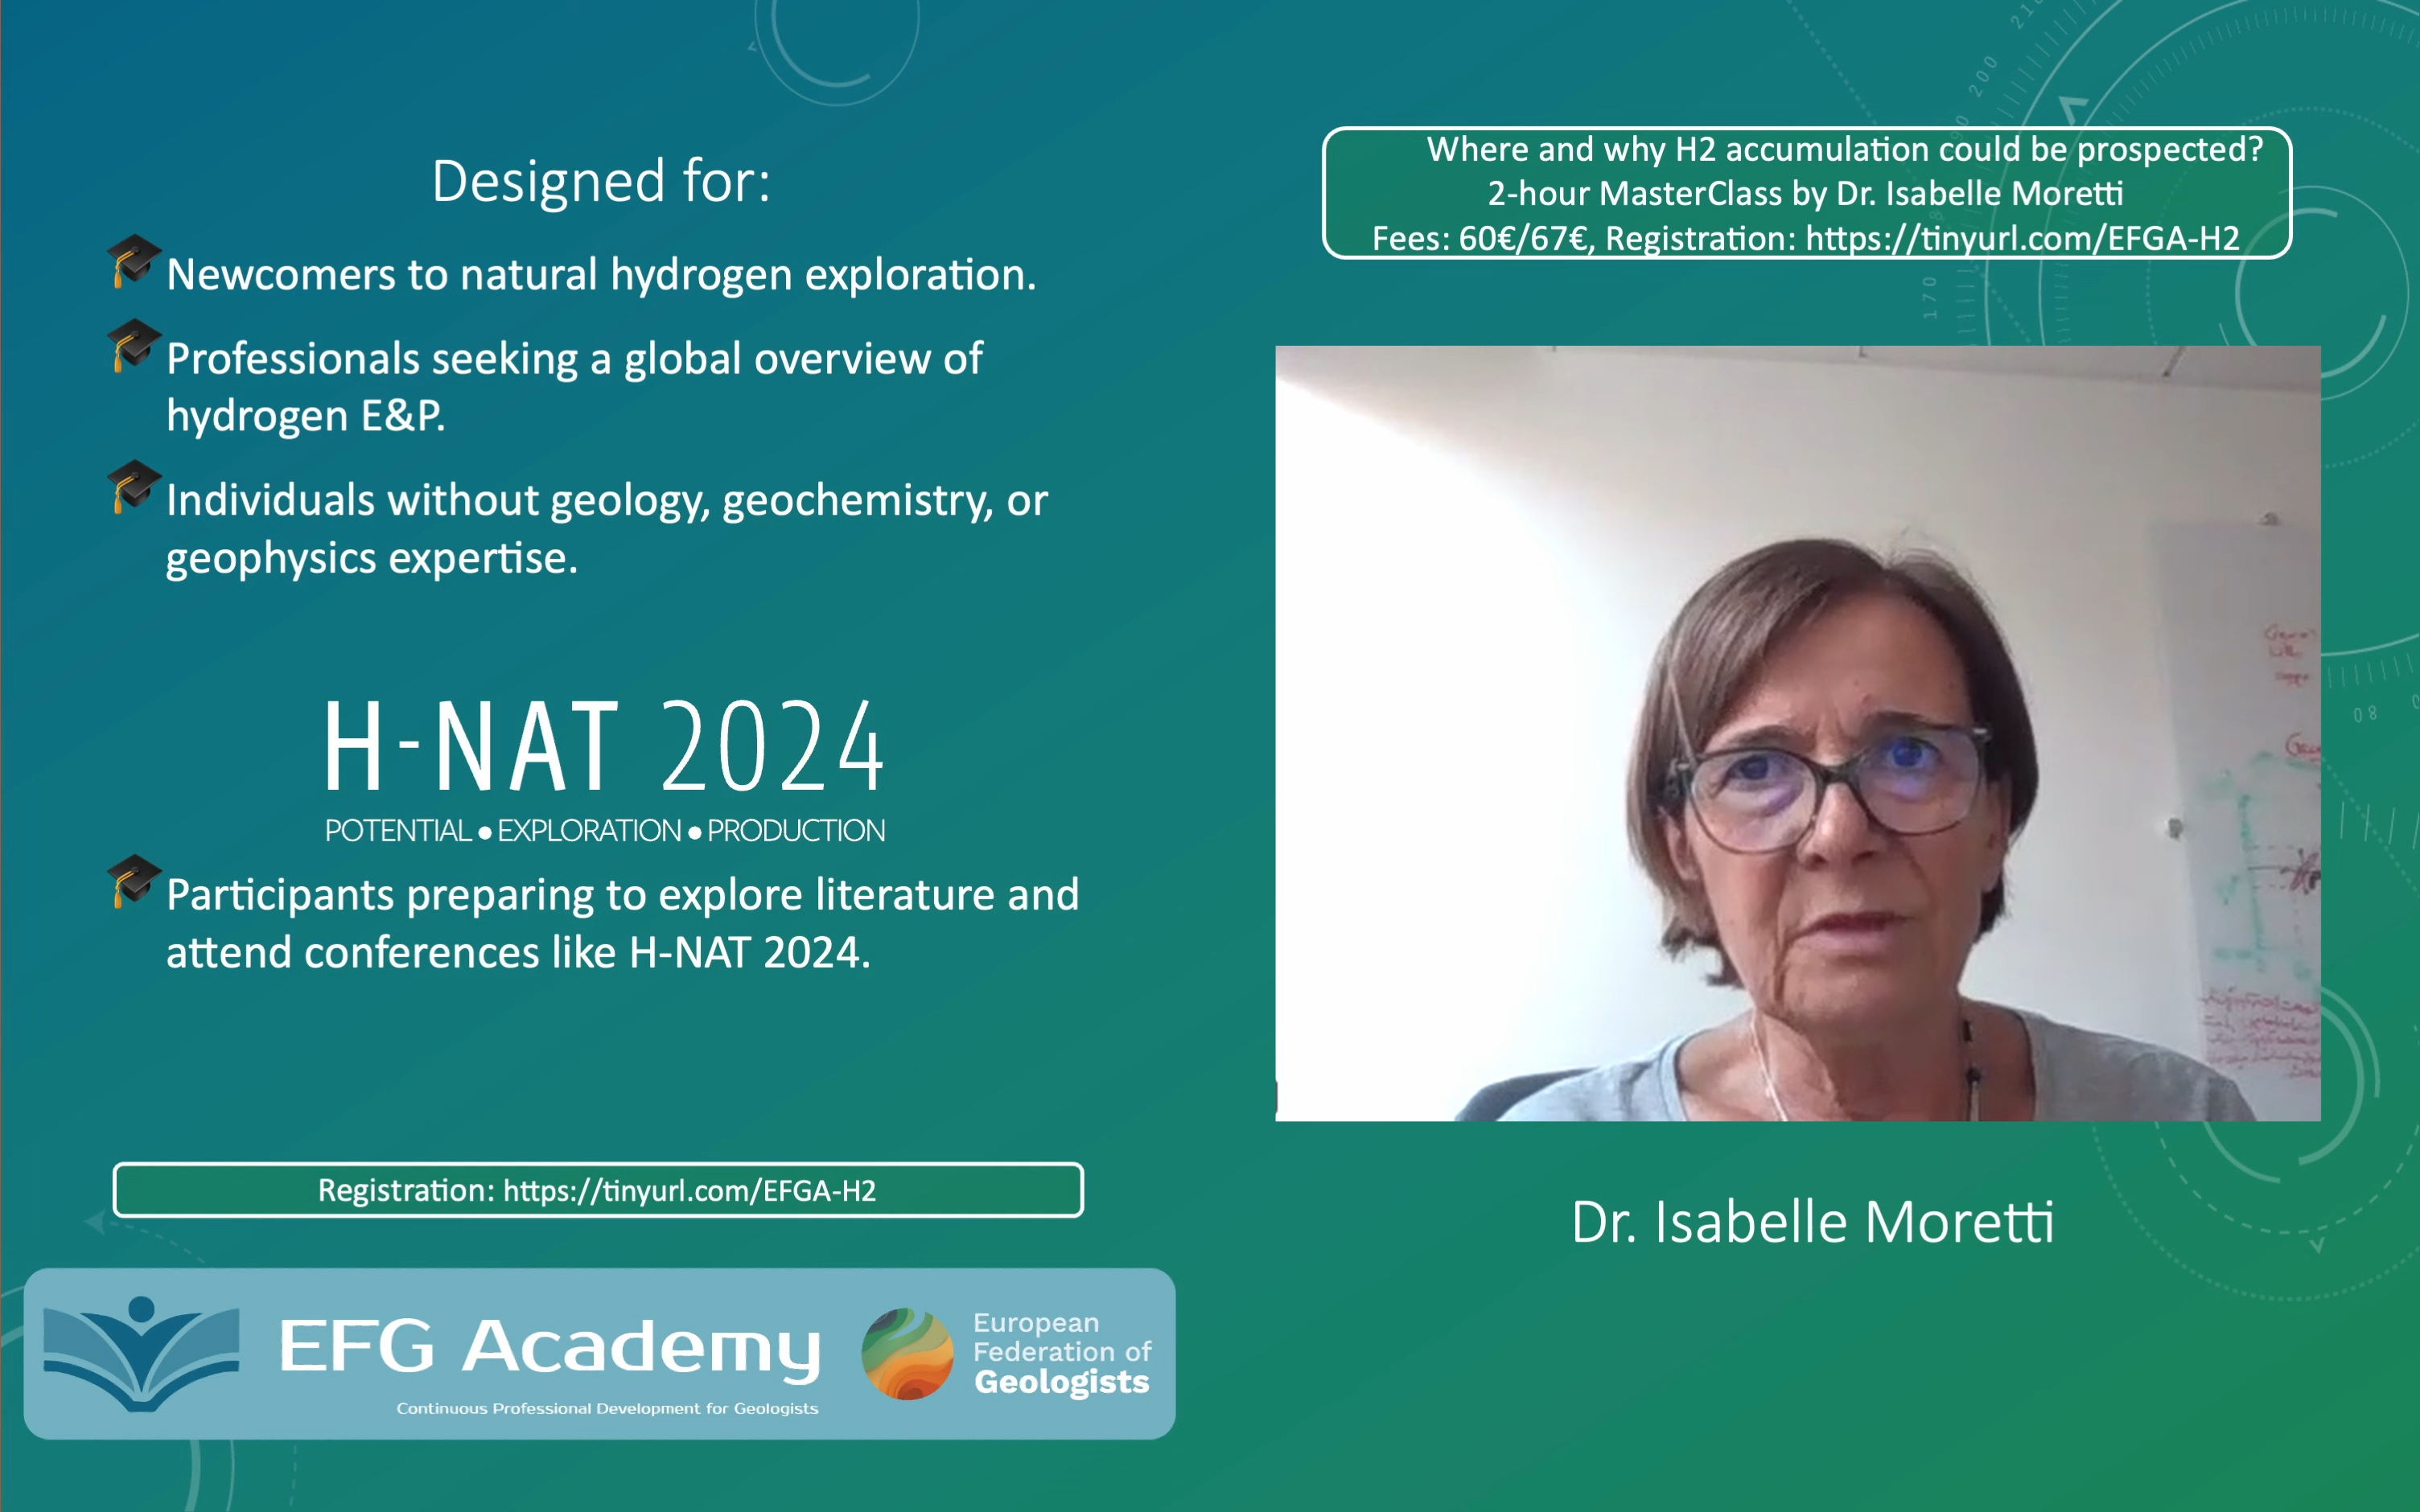 Designed for:
Newcomers to natural hydrogen exploration.
Professionals seeking a global overview of
hydrogen E&P.
Individuals without geology, geochemistry, or
geophysics expertise.
H-NAT 2024
POTENTIAL ● EXPLORATION ● PRODUCTION
Participants preparing to explore literature and
attend conferences like H-NAT 2024.
Registration: https://tinyurl.com/EFGA-H2
EFG Academy
Continuous Professional Development for Geologists
European
Federation of
Geologists
Where and why H2 accumulation could be prospected?
2-hour MasterClass by Dr. Isabelle Moretti
Fees: 60€/67€, Registration: https://tinyurl.com/EFGA-H2
210
200
170
80
Dr. Isabelle Moretti